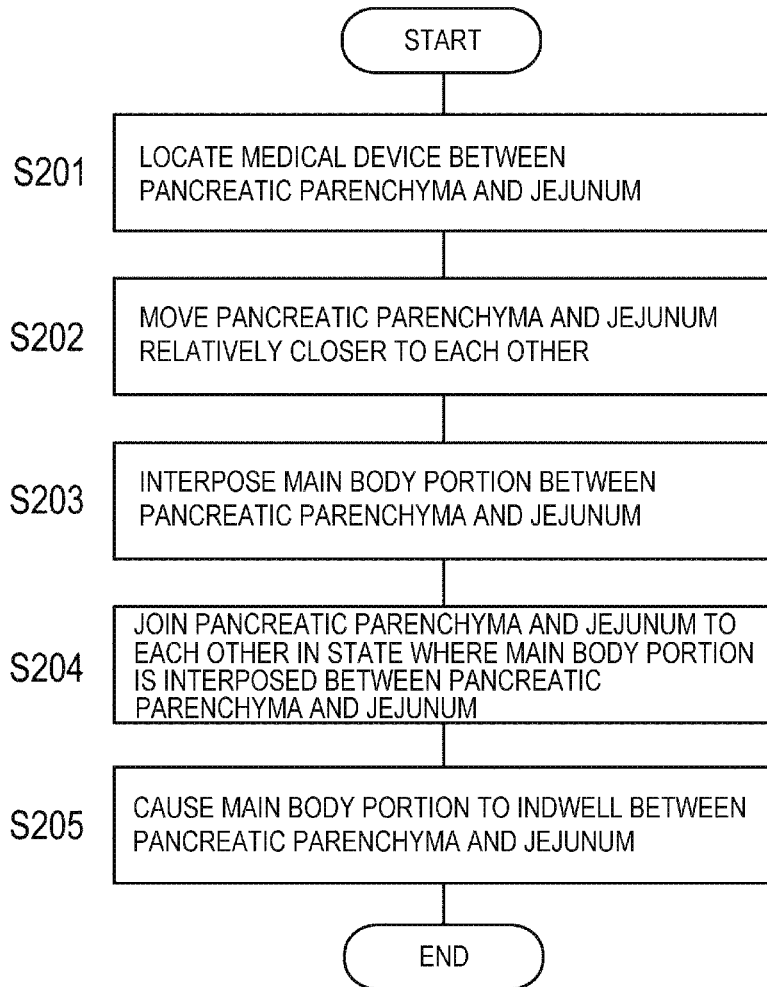 START
S201
LOCATE MEDICAL DEVICE BETWEEN
PANCREATIC PARENCHYMA AND JEJUNUM
S202
MOVE PANCREATIC PARENCHYMA AND JEJUNUM
RELATIVELY CLOSER TO EACH OTHER
S203
INTERPOSE MAIN BODY PORTION BETWEEN
PANCREATIC PARENCHYMA AND JEJUNUM
S204
JOIN PANCREATIC PARENCHYMA AND JEJUNUM TO
EACH OTHER IN STATE WHERE MAIN BODY PORTION
IS INTERPOSED BETWEEN PANCREATIC
PARENCHYMA AND JEJUNUM
S205
CAUSE MAIN BODY PORTION TO INDWELL BETWEEN
PANCREATIC PARENCHYMA AND JEJUNUM
END